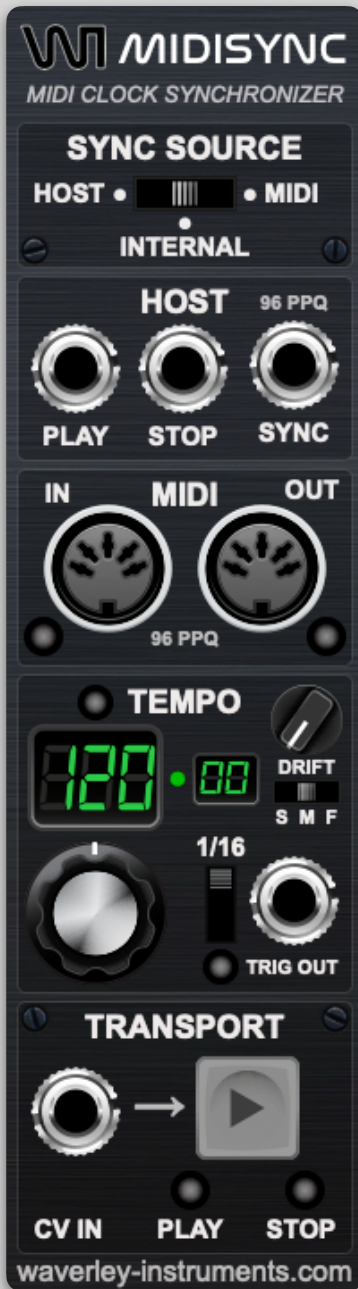 WI MIDISYNC
MIDI CLOCK SYNCHRONIZER
SYNC SOURCE
HOST MIDI
INTERNAL
HOST 96 PPQ
PLAY STOP SYNC
IN MIDI OUT
96 PPQ
TEMPO
120 00
DRIFT
S M F
1/16
TRIG OUT
TRANSPORT
CV IN PLAY STOP
waverley-instruments.com